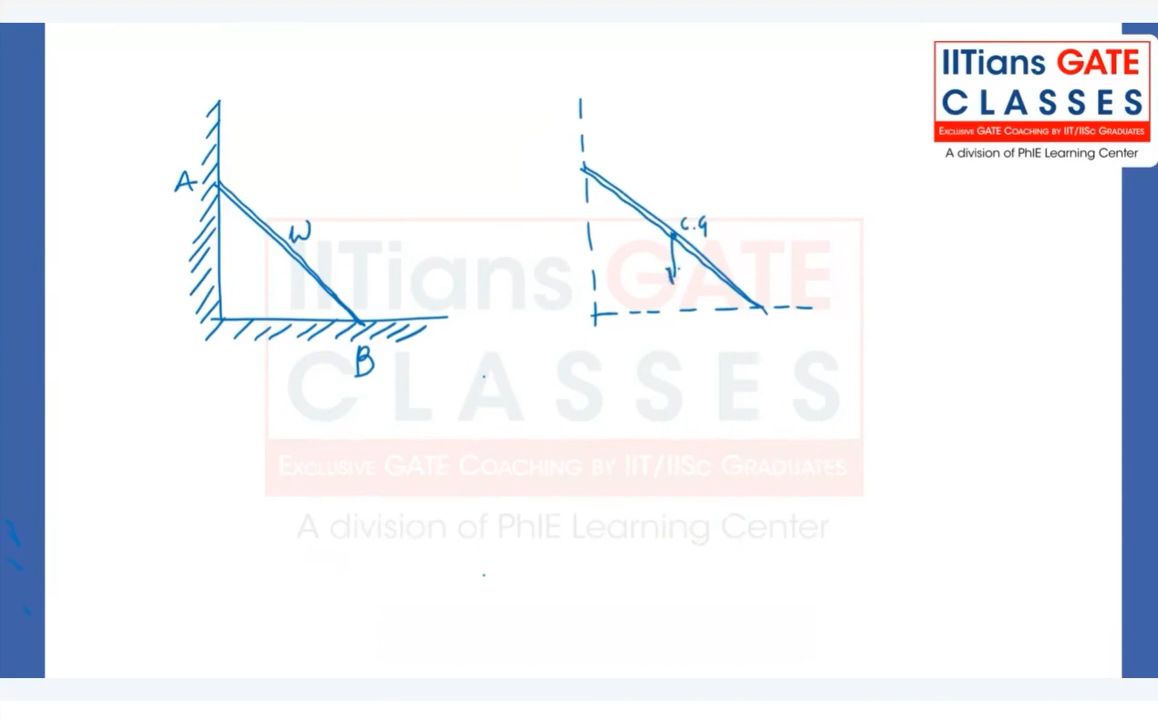 IITians GATE
CLASSES
EXCLUSIVE GATE COACHING BY IIT/IISc GRADUATES
A division of PhIE Learning Center
A
W
B
C.G
IITians GATE
CLASSES
EXCLUSIVE GATE COACHING BY IIT/IISc GRADUATES
A division of PhIE Learning Center